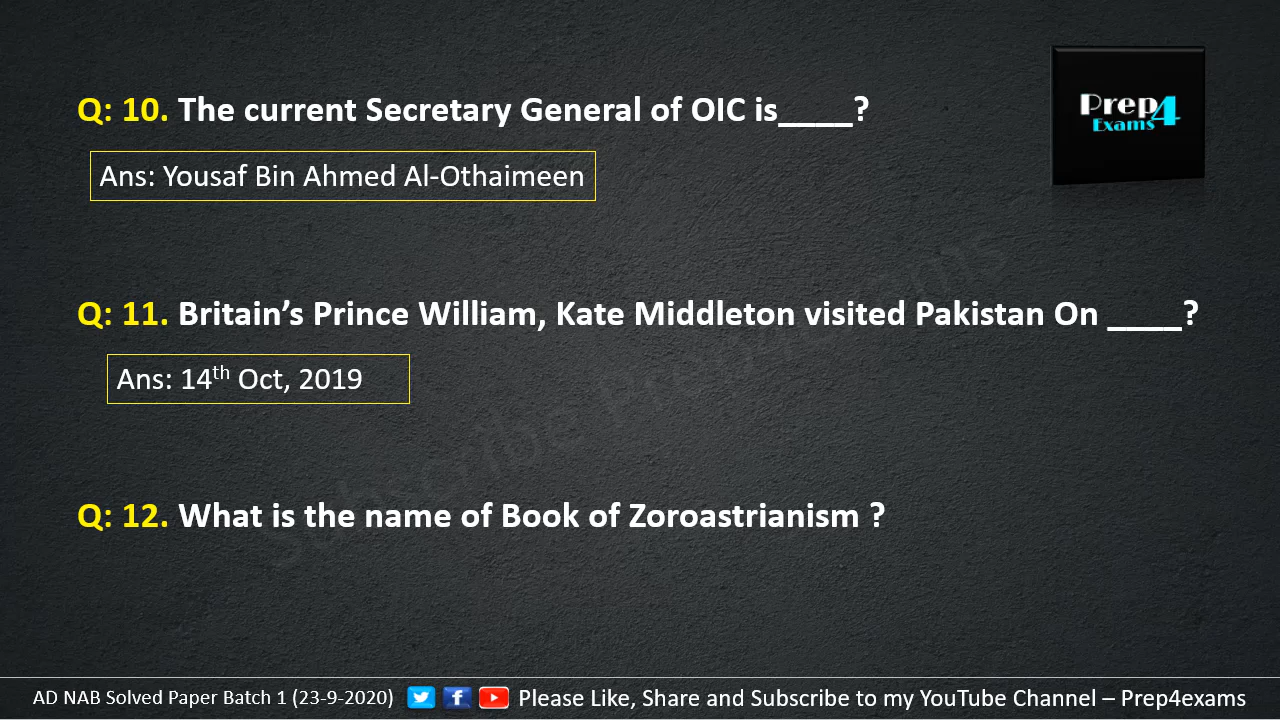 Prep4
Exams
Q: 10. The current Secretary General of OIC is____?
Ans: Yousaf Bin Ahmed Al-Othaimeen
Q: 11. Britain’s Prince William, Kate Middleton visited Pakistan On ____?
Ans: 14th Oct, 2019
Q: 12. What is the name of Book of Zoroastrianism ?
Subscribe Prep4exams
AD NAB Solved Paper Batch 1 (23-9-2020) Please Like, Share and Subscribe to my YouTube Channel – Prep4exams